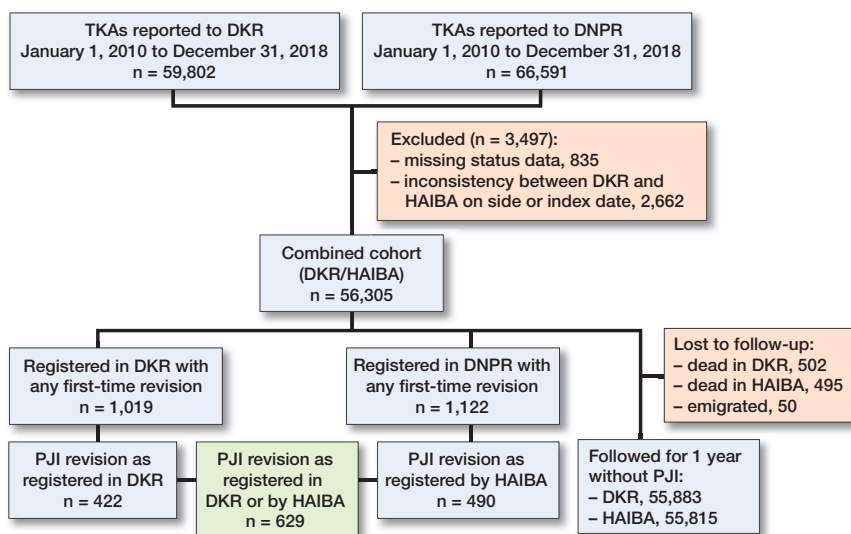 TKAs reported to DKR
January 1, 2010 to December 31, 2018
n = 59,802
TKAs reported to DNPR
January 1, 2010 to December 31, 2018
n = 66,591
Excluded (n = 3,497):
– missing status data, 835
– inconsistency between DKR and
HAIBA on side or index date, 2,662
Combined cohort
(DKR/HAIBA)
n = 56,305
Registered in DKR with
any first-time revision
n = 1,019
Registered in DNPR with
any first-time revision
n = 1,122
Lost to follow-up:
– dead in DKR, 502
– dead in HAIBA, 495
– emigrated, 50
PJI revision as
registered in DKR
n = 422
PJI revision as
registered in
DKR or by HAIBA
n = 629
PJI revision as
registered by HAIBA
n = 490
Followed for 1 year
without PJI:
– DKR, 55,883
– HAIBA, 55,815